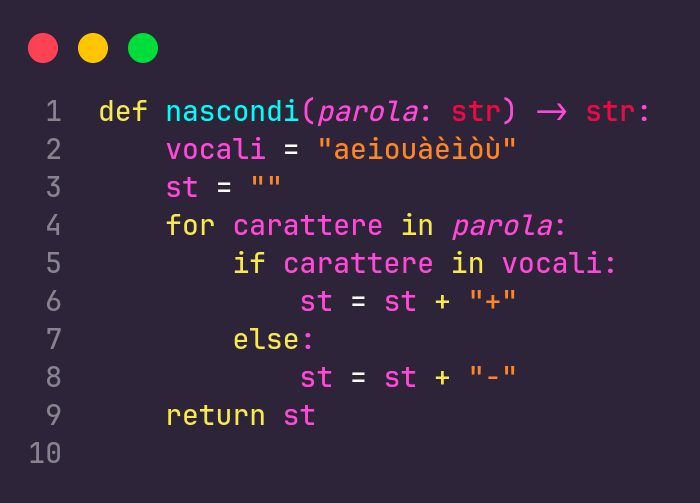 1 def nascondi(parola: str) -> str:
2     vocali = "aeiouàèìòù"
3     st = ""
4     for carattere in parola:
5         if carattere in vocali:
6             st = st + "+"
7         else:
8             st = st + "-"
9     return st
10